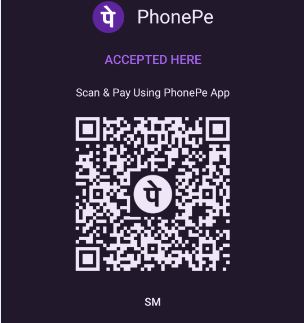 पे PhonePe
ACCEPTED HERE
Scan & Pay Using PhonePe App
पे
SM